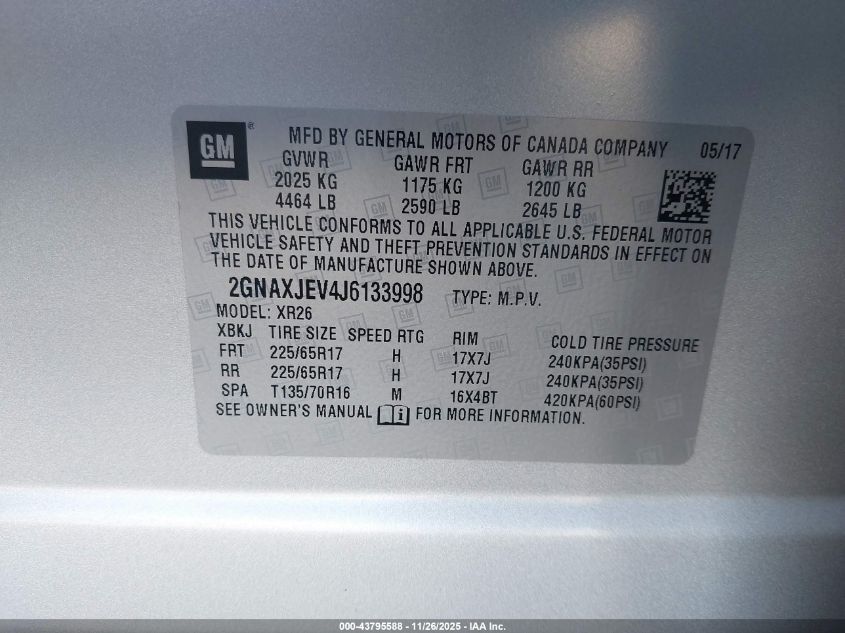 GM ® MFD BY GENERAL MOTORS OF CANADA COMPANY 05/17
GVWR GAWR FRT GAWR RR
2025 KG 1175 KG 1200 KG
4464 LB 2590 LB 2645 LB
THIS VEHICLE CONFORMS TO ALL APPLICABLE U.S. FEDERAL MOTOR
VEHICLE SAFETY AND THEFT PREVENTION STANDARDS IN EFFECT ON
THE DATE OF MANUFACTURE SHOWN ABOVE.
2GNAXJEV4J6133998 TYPE: M.P.V.
MODEL: XR26
XBKJ TIRE SIZE SPEED RTG RIM COLD TIRE PRESSURE
FRT 225/65R17 H 17X7J 240KPA(35PSI)
RR 225/65R17 H 17X7J 240KPA(35PSI)
SPA T135/70R16 M 16X4BT 420KPA(60PSI)
SEE OWNER'S MANUAL FOR MORE INFORMATION.
000-43795588 - 11/26/2025 - IAA Inc.